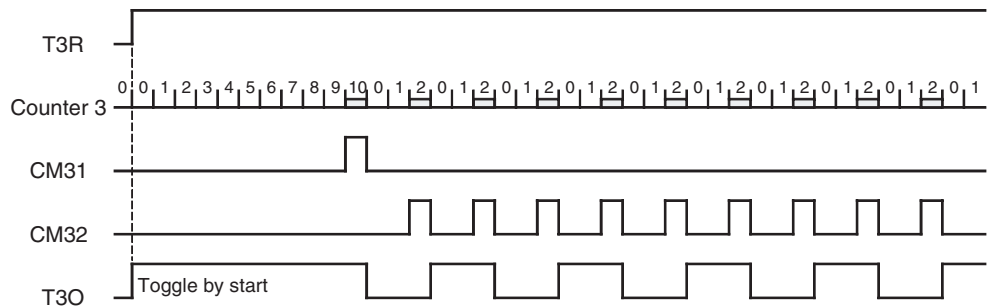 T3R
0 0 1 2 3 4 5 6 7 8 9 10 0 1 2 0 1 2 0 1 2 0 1 2 0 1 2 0 1 2 0 1 2 0 1 2 0 1 2 0 1
Counter 3
CM31
CM32
Toggle by start
T3O